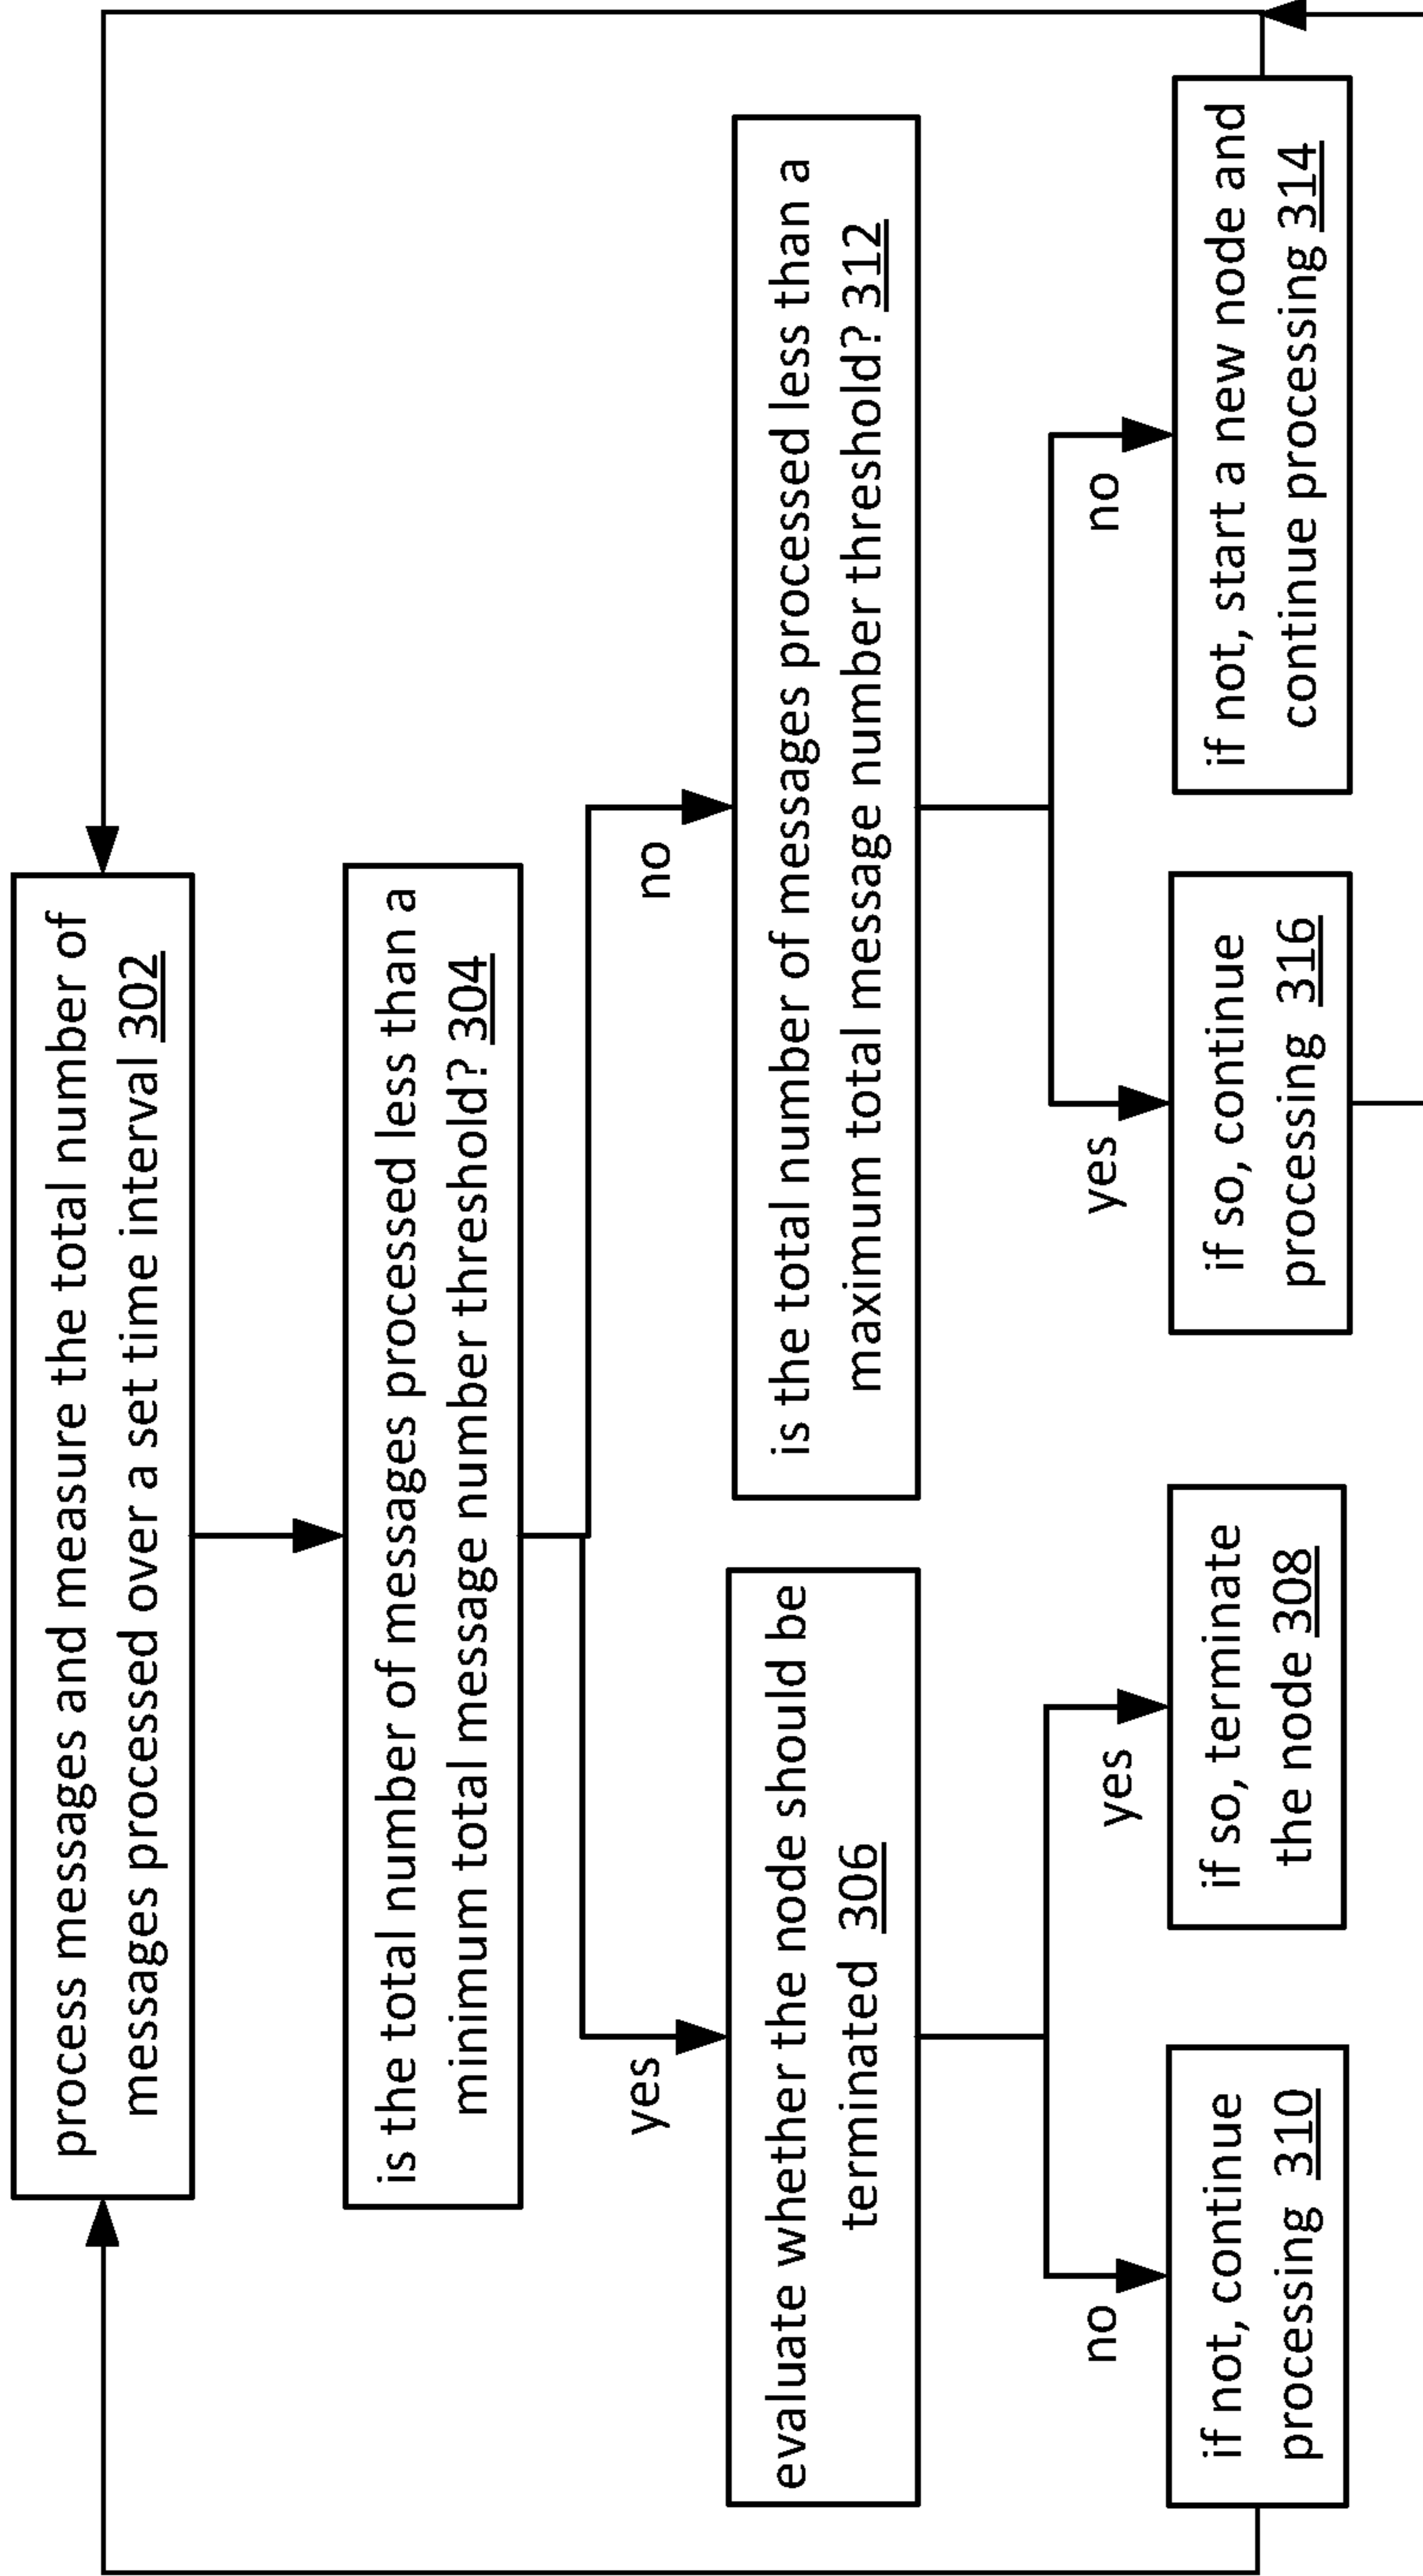 process messages and measure the total number of
messages processed over a set time interval 302
is the total number of messages processed less than a
minimum total message number threshold? 304
yes
no
evaluate whether the node should be
terminated 306
is the total number of messages processed less than a
maximum total message number threshold? 312
no
yes
yes
no
if not, continue
processing 310
if so, terminate
the node 308
if so, continue
processing 316
if not, start a new node and
continue processing 314